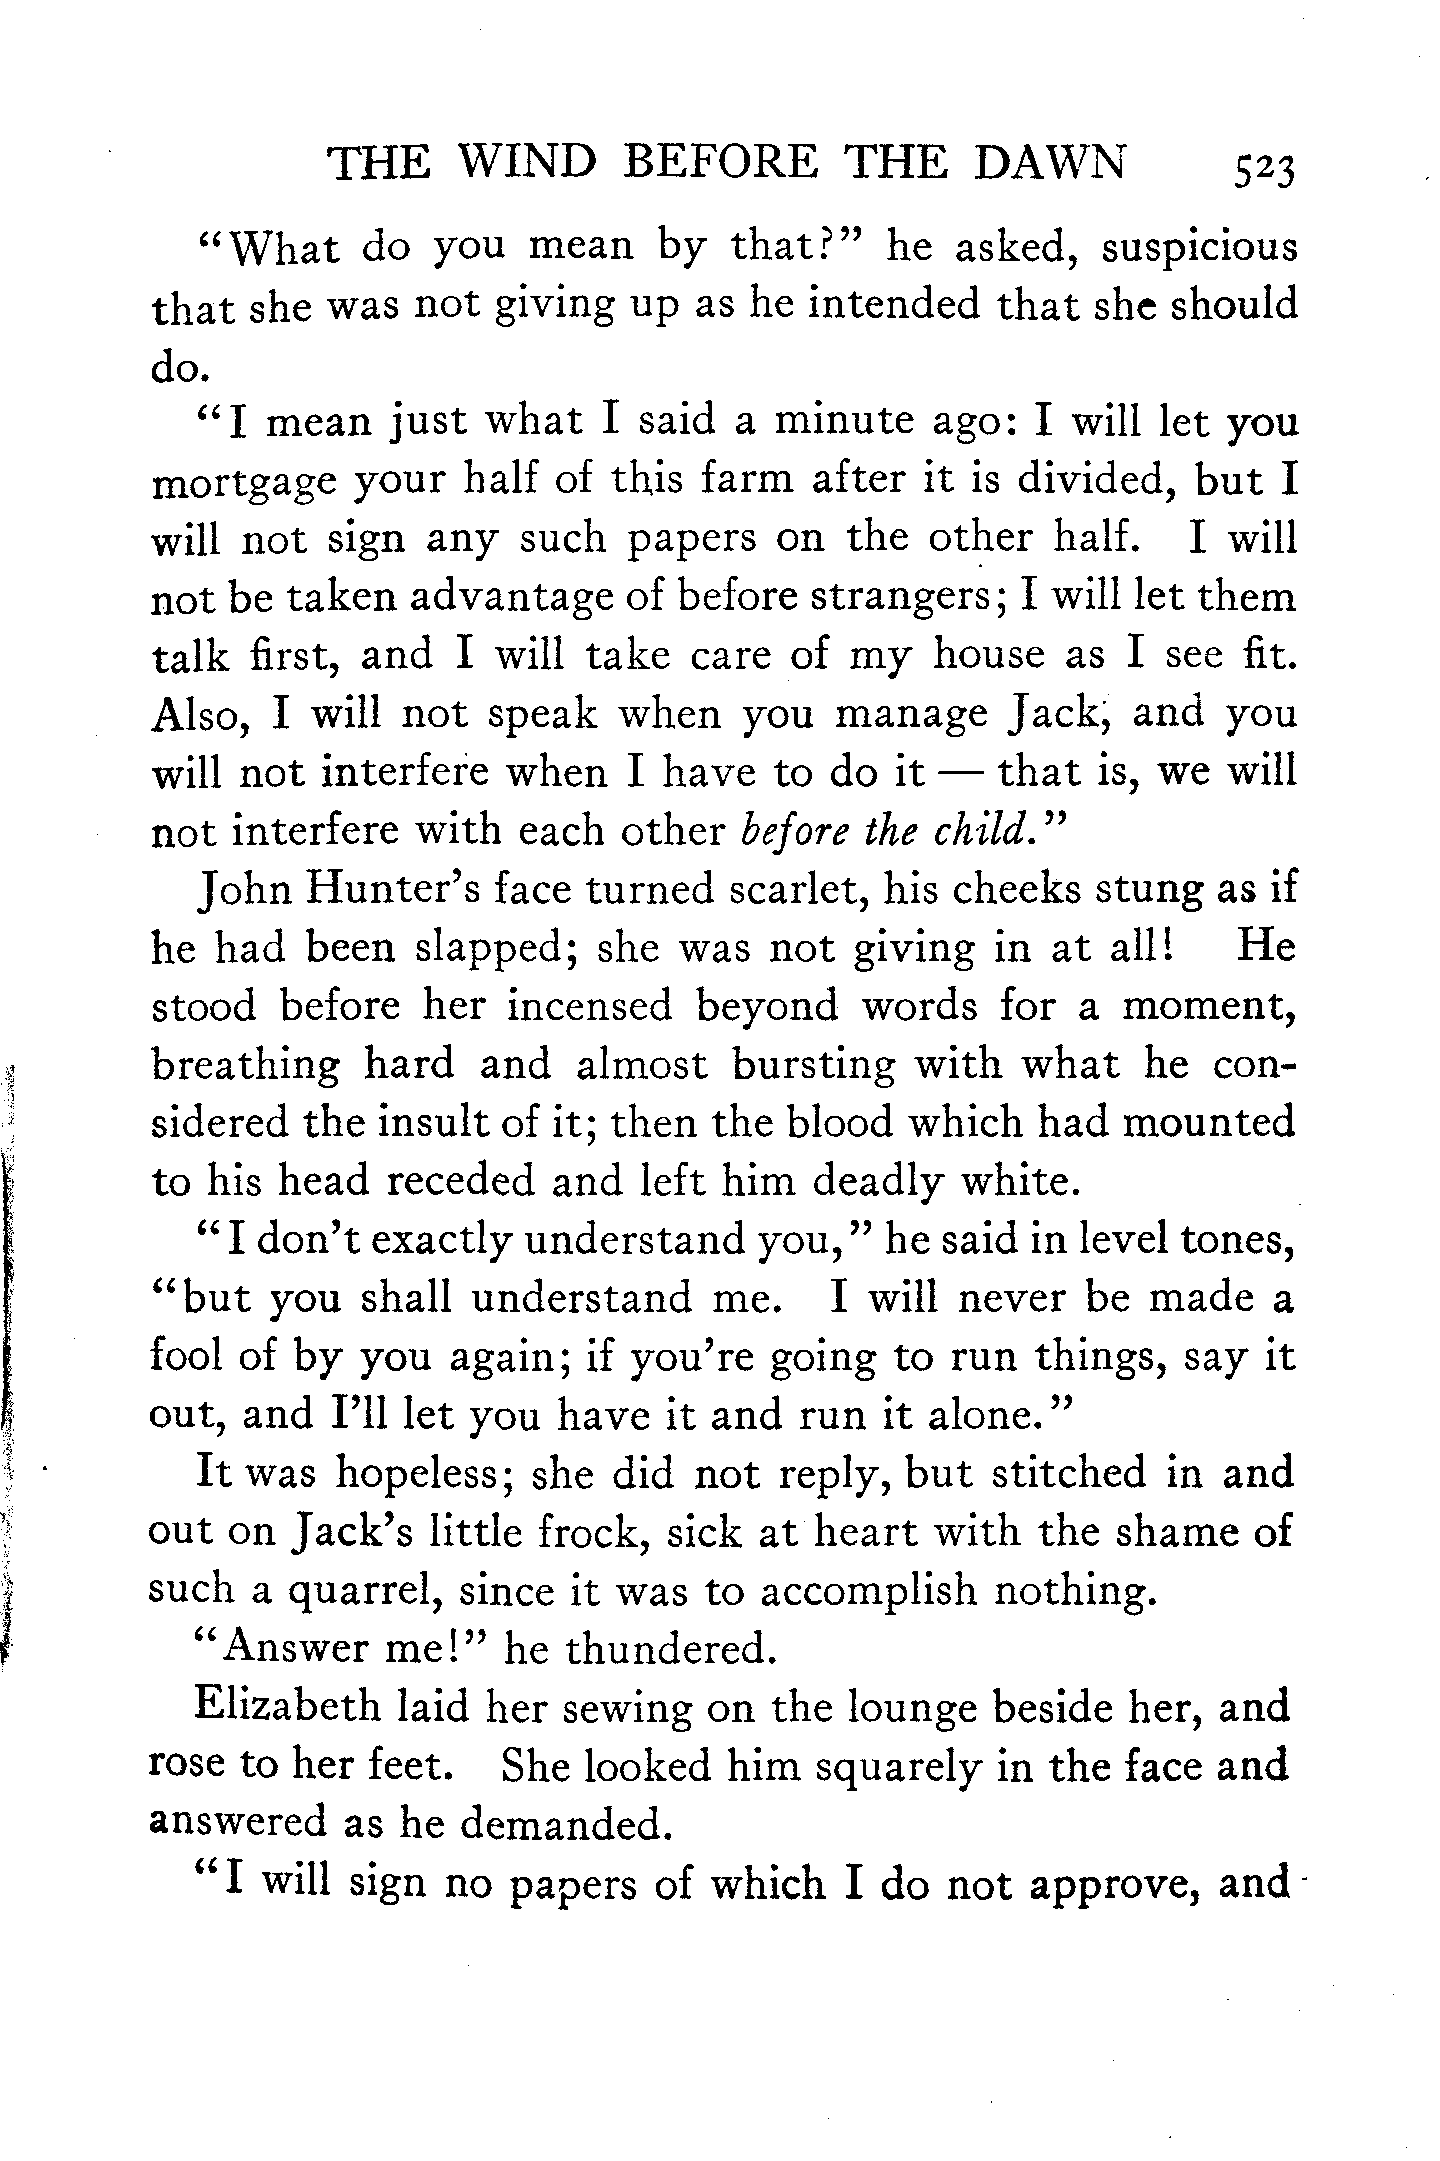 THE WIND BEFORE THE DAWN 523
"What do you mean by that?" he asked, suspicious
that she was not giving up as he intended that she should
do.
"I mean just what I said a minute ago: I will let you
mortgage your half of this farm after it is divided, but I
will not sign any such papers on the other half. I will
not be taken advantage of before strangers; I will let them
talk first, and I will take care of my house as I see fit.
Also, I will not speak when you manage Jack, and you
will not interfere when I have to do it — that is, we will
not interfere with each other before the child."
John Hunter's face turned scarlet, his cheeks stung as if
he had been slapped; she was not giving in at all! He
stood before her incensed beyond words for a moment,
breathing hard and almost bursting with what he con-
sidered the insult of it; then the blood which had mounted
to his head receded and left him deadly white.
"I don't exactly understand you," he said in level tones,
"but you shall understand me. I will never be made a
fool of by you again; if you're going to run things, say it
out, and I'll let you have it and run it alone."
It was hopeless; she did not reply, but stitched in and
out on Jack's little frock, sick at heart with the shame of
such a quarrel, since it was to accomplish nothing.
"Answer me!" he thundered.
Elizabeth laid her sewing on the lounge beside her, and
rose to her feet. She looked him squarely in the face and
answered as he demanded.
"I will sign no papers of which I do not approve, and